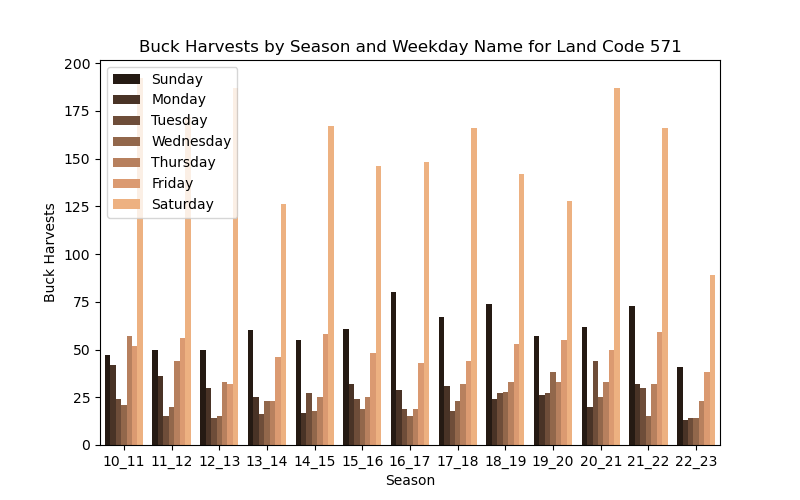 Buck Harvests by Season and Weekday Name for Land Code 571
200
175
150
125
100
75
50
25
0
Buck Harvests
Sunday
Monday
Tuesday
Wednesday
Thursday
Friday
Saturday
10_11 11_12 12_13 13_14 14_15 15_16 16_17 17_18 18_19 19_20 20_21 21_22 22_23
Season